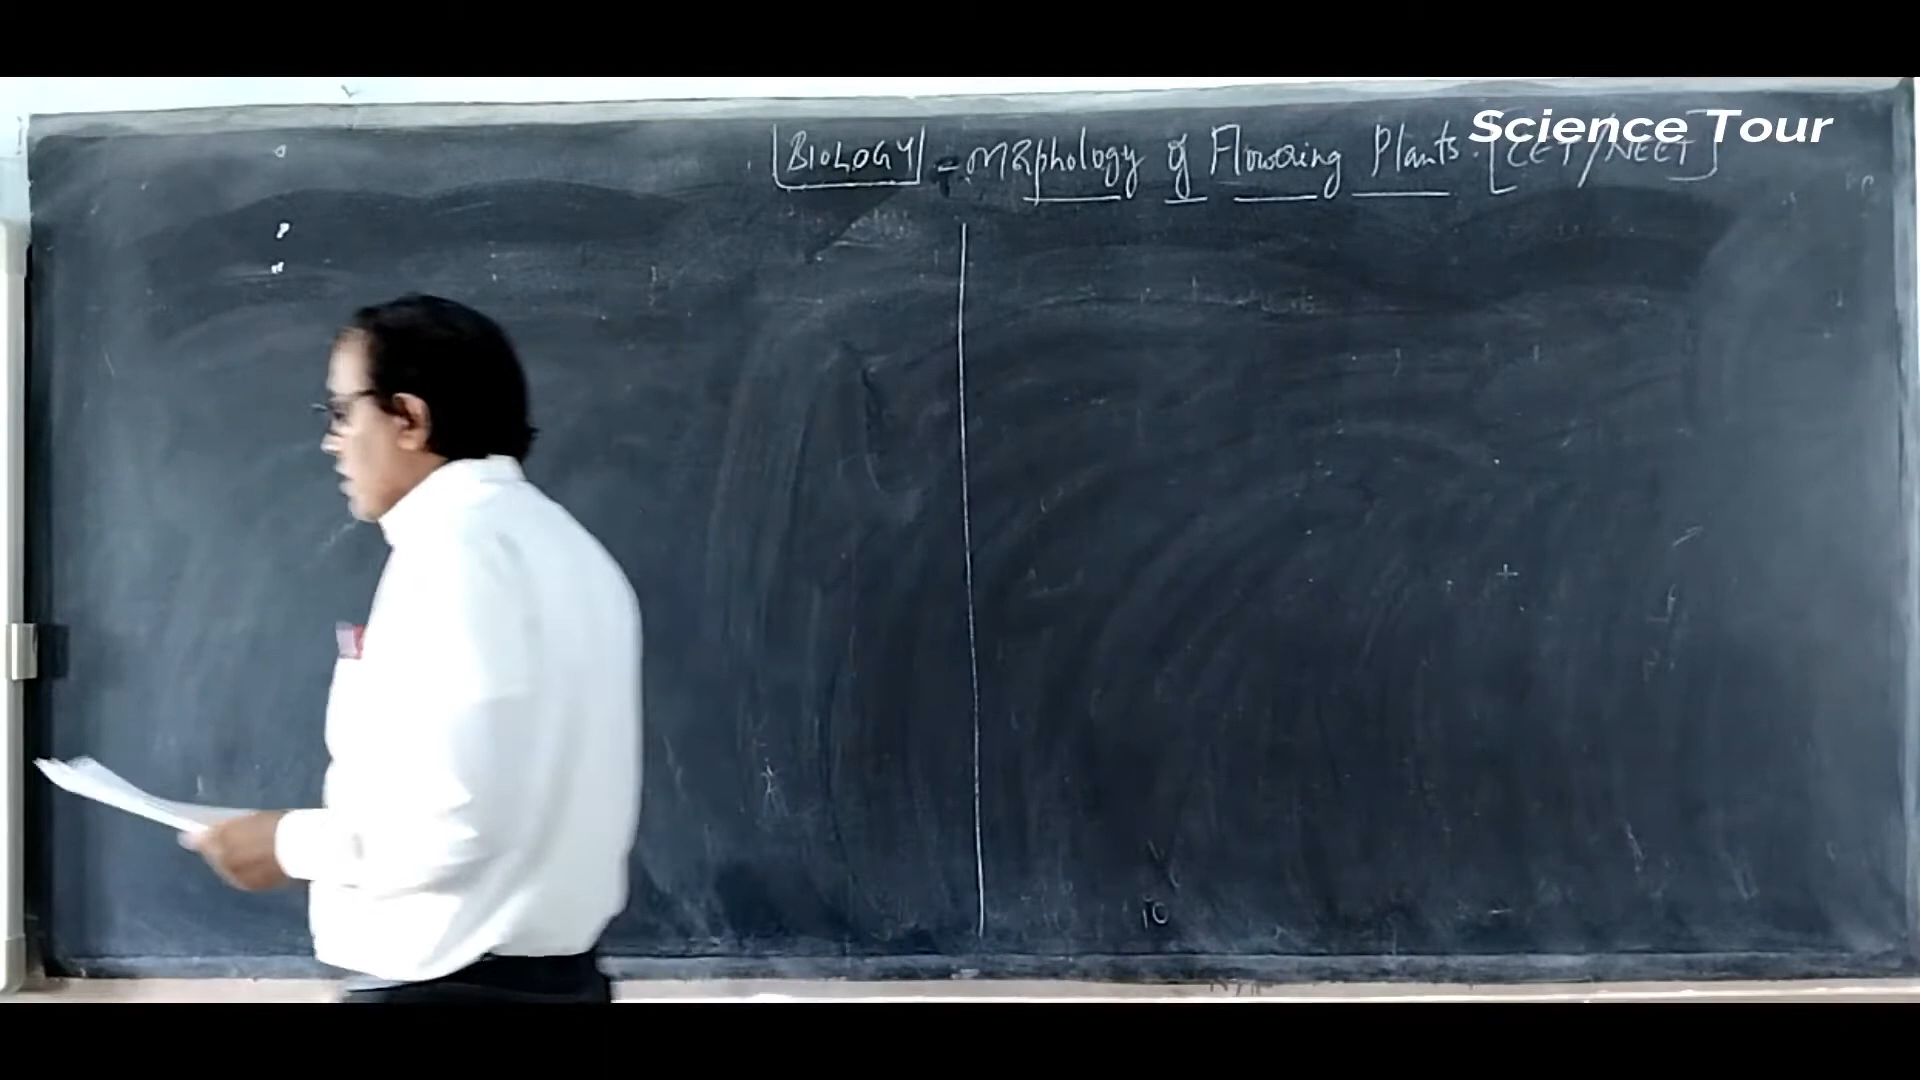 Science Tour
BIOLOGY - Morphology of Flowering Plants. [CET/NEET]
10